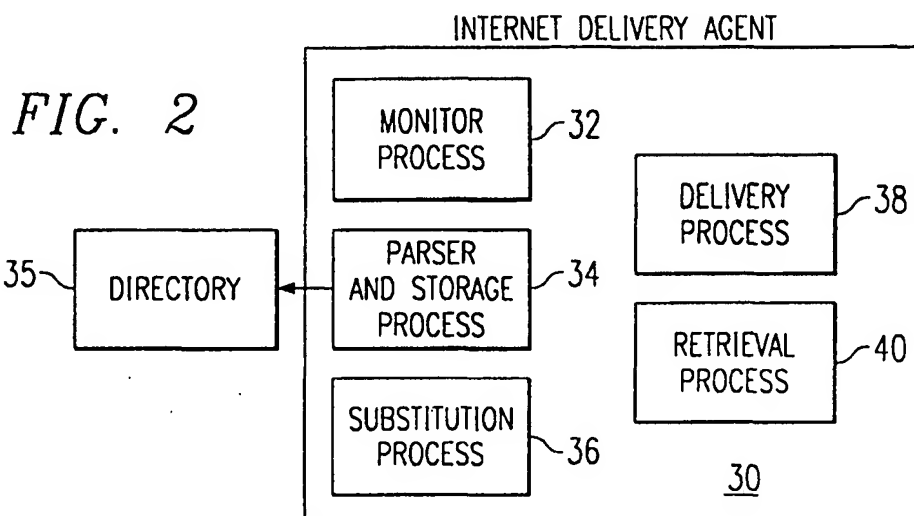 INTERNET DELIVERY AGENT
FIG. 2
MONITOR
PROCESS
32
DELIVERY
PROCESS
38
35
DIRECTORY
PARSER
AND STORAGE
PROCESS
34
RETRIEVAL
PROCESS
40
SUBSTITUTION
PROCESS
36
30